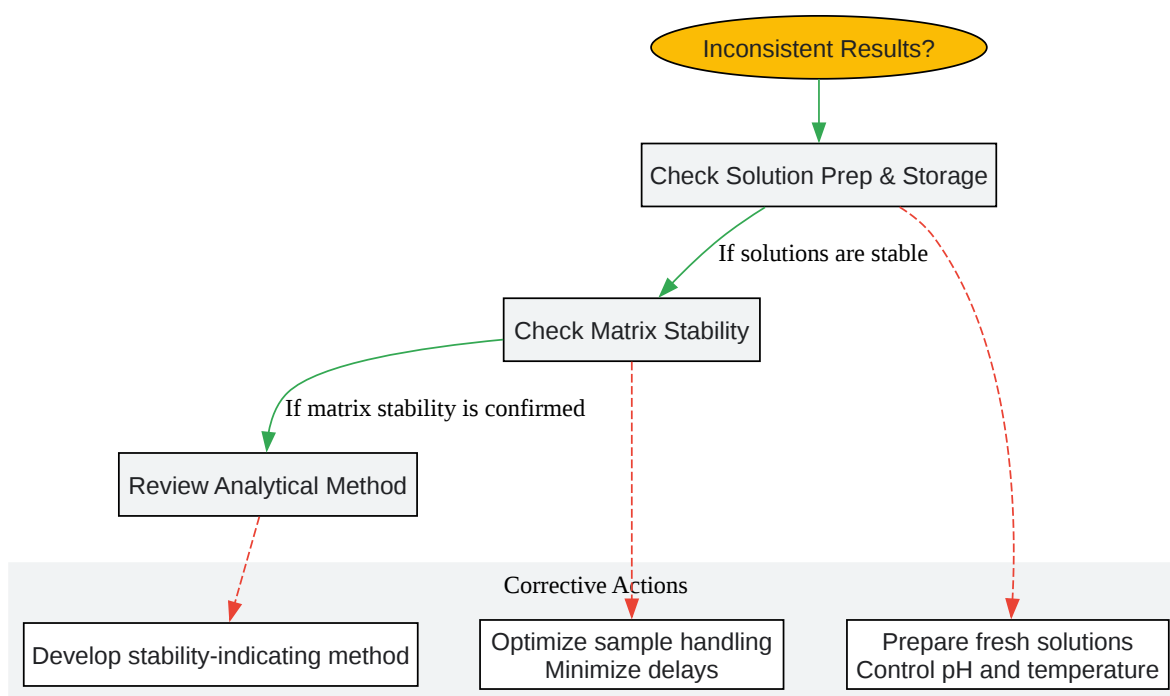 Inconsistent Results?
Check Solution Prep & Storage
If solutions are stable
Check Matrix Stability
If matrix stability is confirmed
Review Analytical Method
Corrective Actions
Develop stability-indicating method
Optimize sample handling
Minimize delays
Prepare fresh solutions
Control pH and temperature